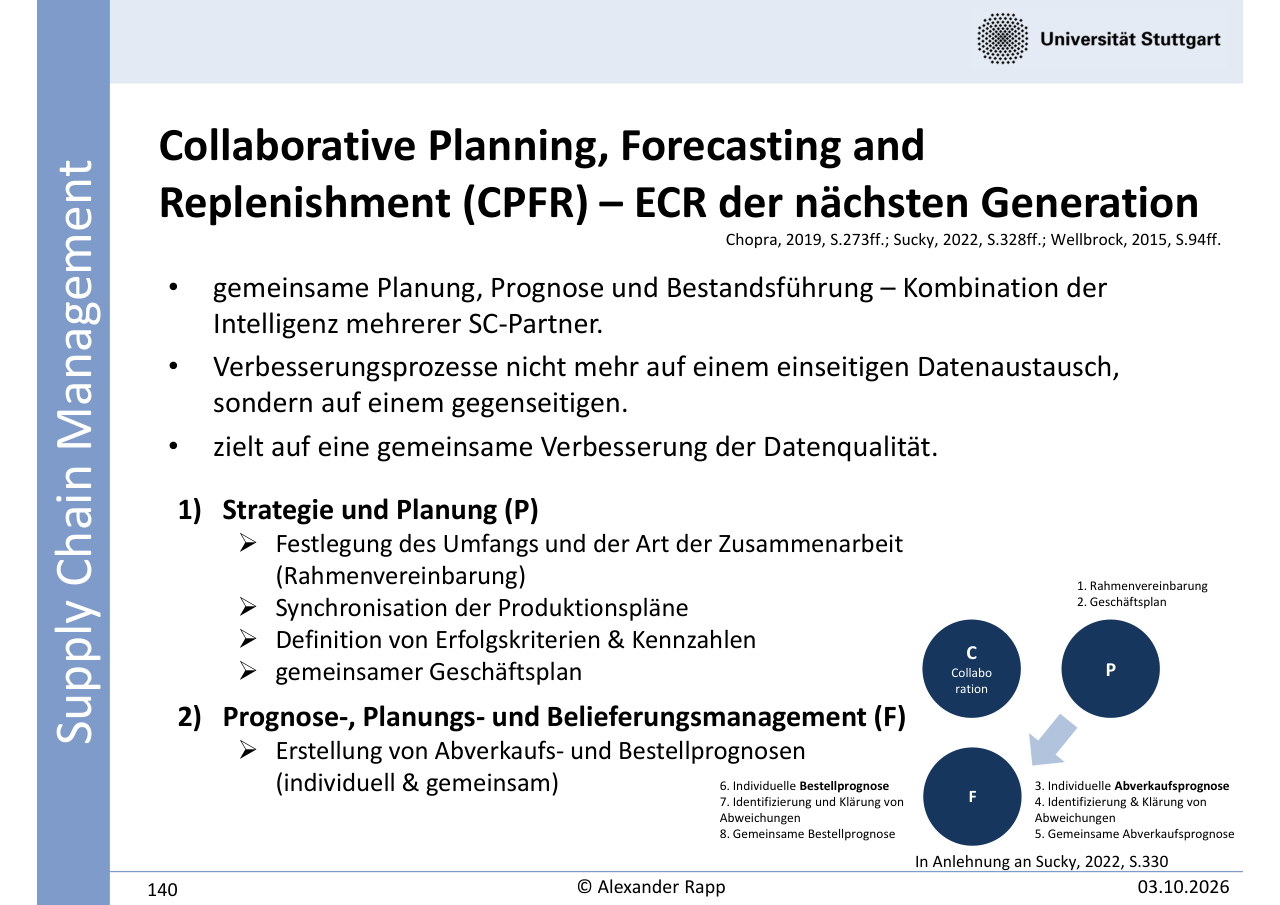 Universität Stuttgart
Supply Chain Management
Collaborative Planning, Forecasting and
Replenishment (CPFR) – ECR der nächsten Generation
Chopra, 2019, S.273ff.; Sucky, 2022, S.328ff.; Wellbrock, 2015, S.94ff.
• gemeinsame Planung, Prognose und Bestandsführung – Kombination der
Intelligenz mehrerer SC-Partner.
• Verbesserungsprozesse nicht mehr auf einem einseitigen Datenaustausch,
sondern auf einem gegenseitigen.
• zielt auf eine gemeinsame Verbesserung der Datenqualität.
1) Strategie und Planung (P)
➢ Festlegung des Umfangs und der Art der Zusammenarbeit
(Rahmenvereinbarung)
➢ Synchronisation der Produktionspläne
➢ Definition von Erfolgskriterien & Kennzahlen
➢ gemeinsamer Geschäftsplan
2) Prognose-, Planungs- und Belieferungsmanagement (F)
➢ Erstellung von Abverkaufs- und Bestellprognosen
(individuell & gemeinsam)
1. Rahmenvereinbarung
2. Geschäftsplan
C
Collabo
ration
P
F
6. Individuelle Bestellprognose
7. Identifizierung und Klärung von
Abweichungen
8. Gemeinsame Bestellprognose
3. Individuelle Abverkaufsprognose
4. Identifizierung & Klärung von
Abweichungen
5. Gemeinsame Abverkaufsprognose
In Anlehnung an Sucky, 2022, S.330
140
© Alexander Rapp
03.10.2026